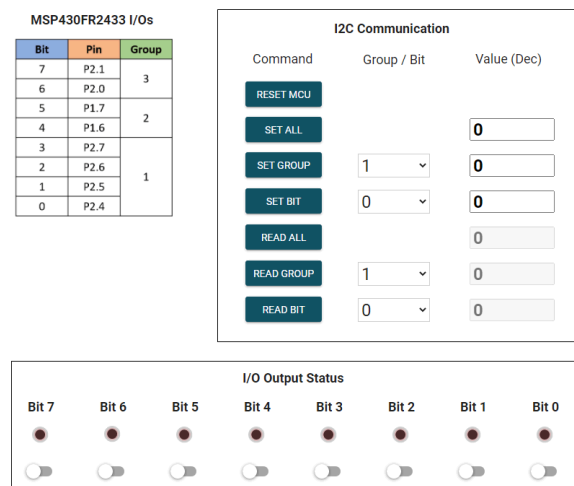 MSP430FR2433 I/Os
Bit Pin Group
7 P2.1 3
6 P2.0
5 P1.7 2
4 P1.6
3 P2.7 1
2 P2.6
1 P2.5
0 P2.4
I2C Communication
Command Group / Bit Value (Dec)
RESET MCU
SET ALL 0
SET GROUP 1 0
SET BIT 0 0
READ ALL 0
READ GROUP 1 0
READ BIT 0 0
I/O Output Status
Bit 7 Bit 6 Bit 5 Bit 4 Bit 3 Bit 2 Bit 1 Bit 0